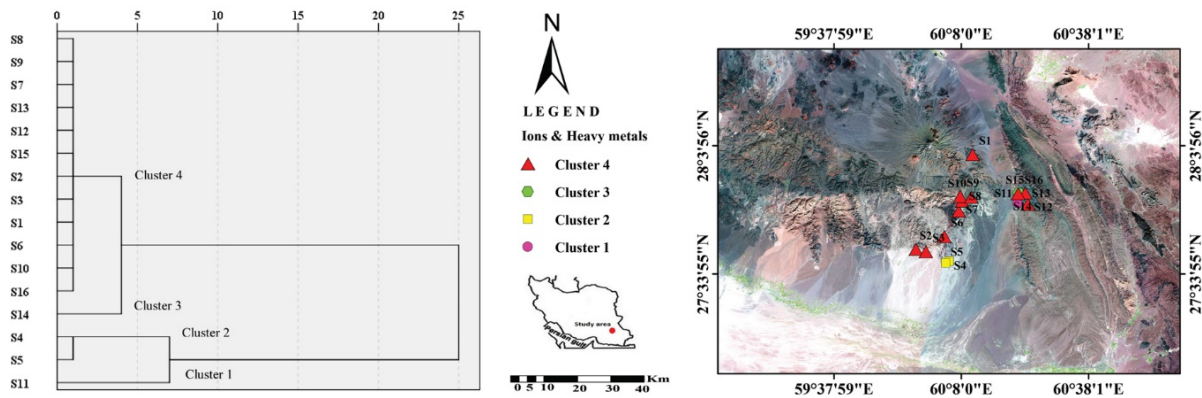 0 5 10 15 20 25
S8
S9
S7
S13
S12
S15
S2
S3
S1
S6
S10
S16
S14
S4
S5
S11
Cluster 4
Cluster 3
Cluster 2
Cluster 1
N
LEGEND
Ions & Heavy metals
Cluster 4
Cluster 3
Cluster 2
Cluster 1
Study area
Persian gulf
0 5 10 20 30 40 Km
59°37'59"E 60°8'0"E 60°38'1"E
28°3'56"N
27°33'55"N
28°3'56"N
27°33'55"N
S1
S10 S9
S8
S7
S6
S15 S16
S11 S13
S14 S12
S2
S5
S4
59°37'59"E 60°8'0"E 60°38'1"E